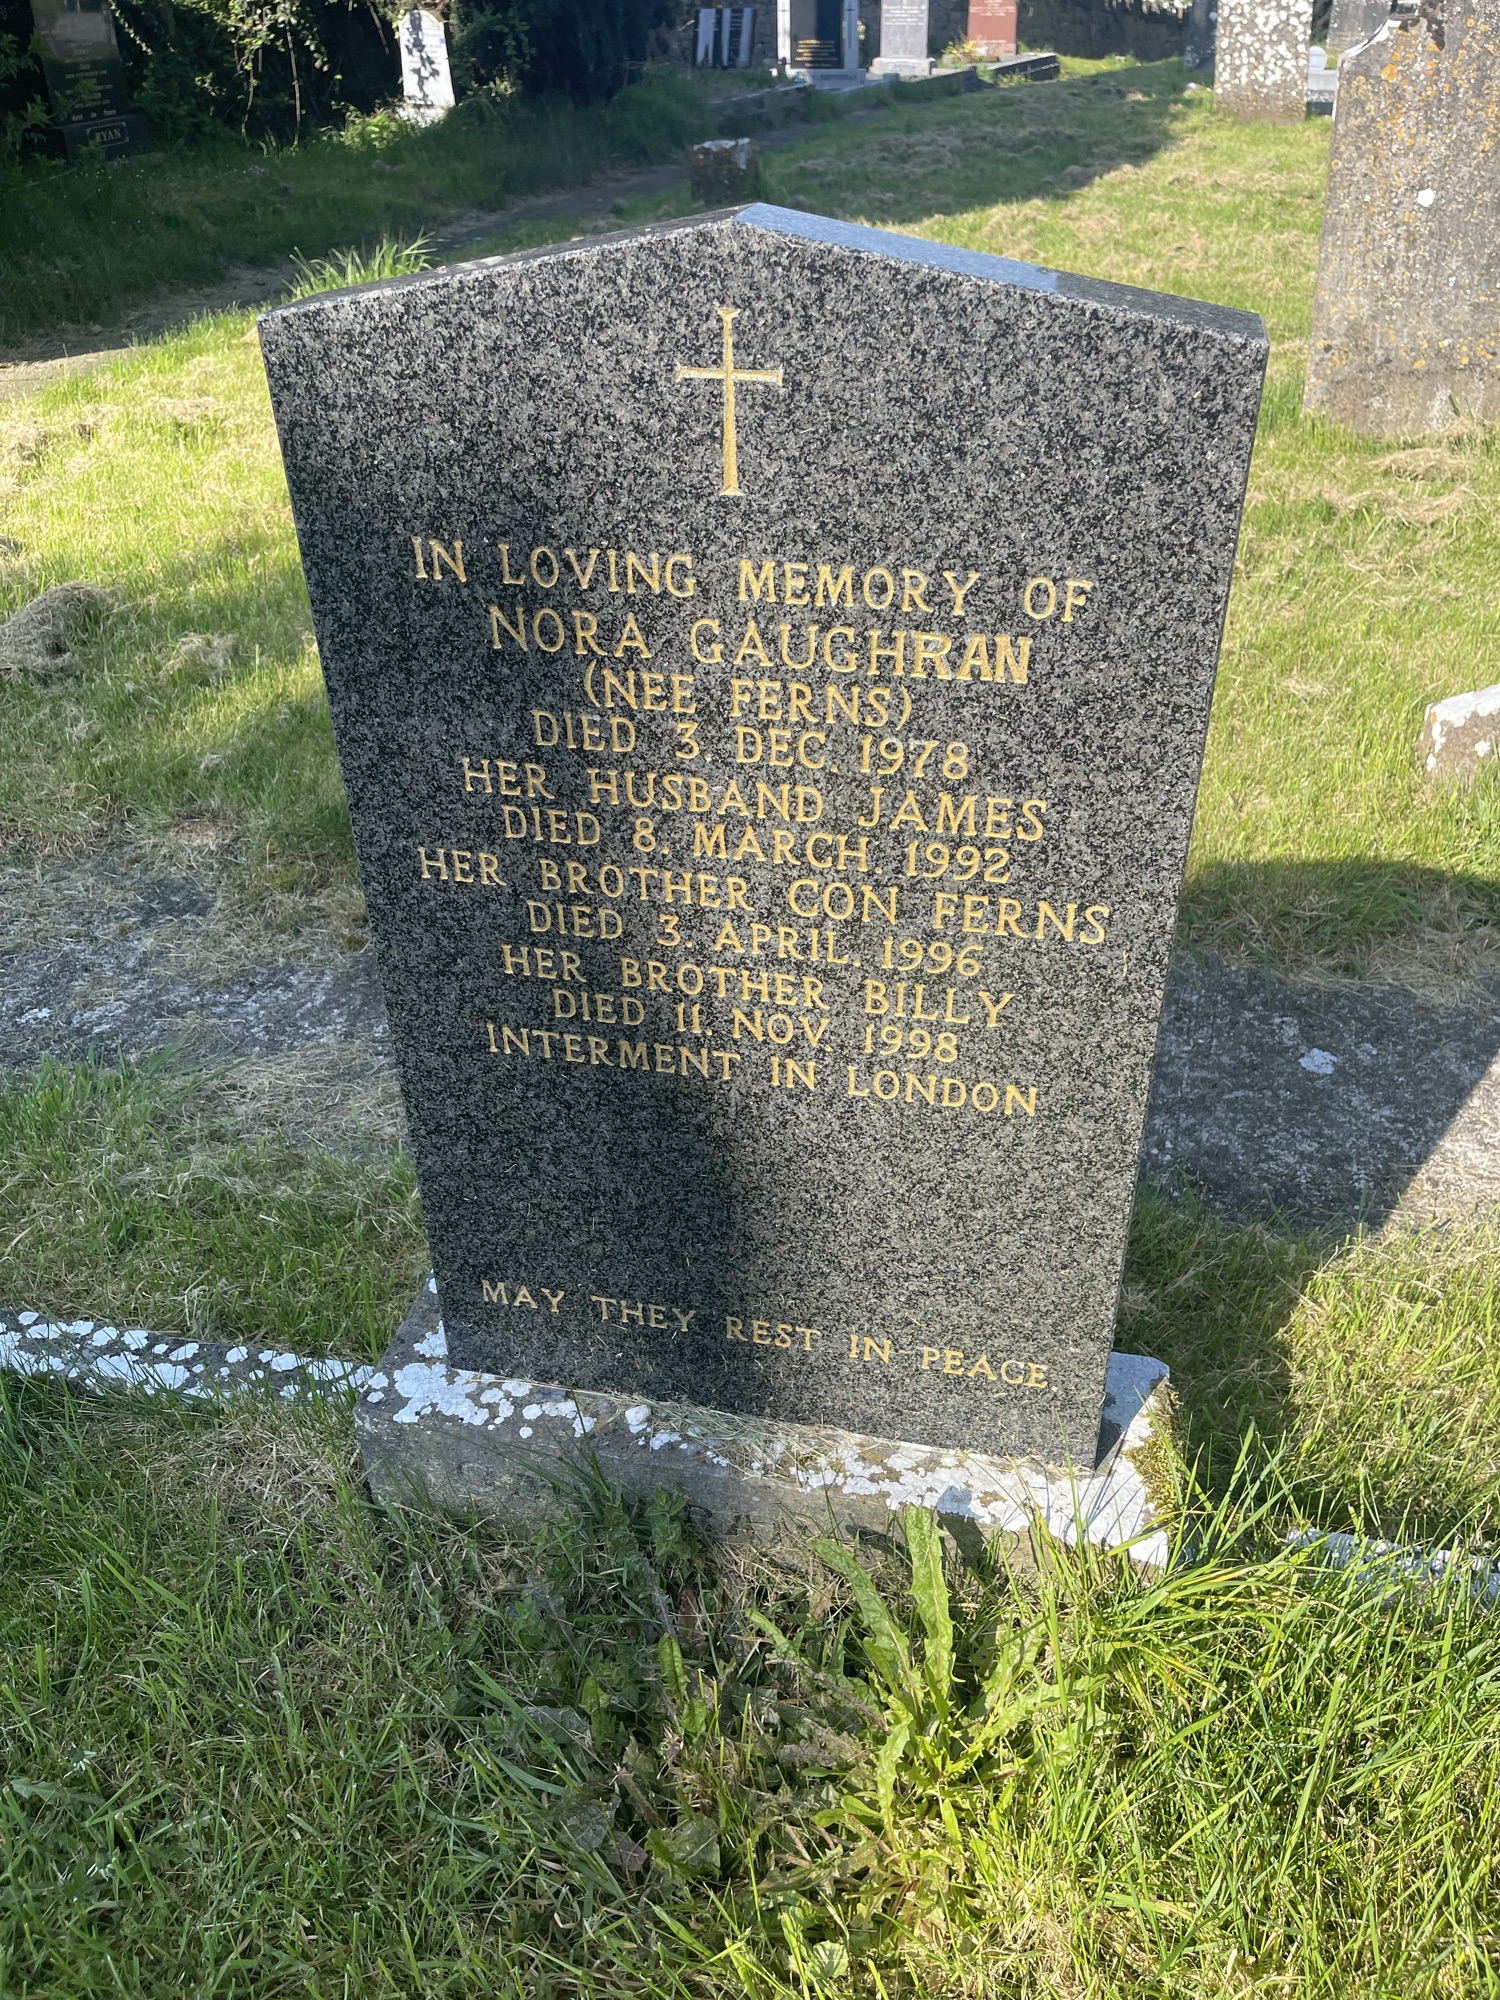 IN LOVING MEMORY OF
NORA GAUGHRAN
(NEE FERNS)
DIED 3. DEC. 1978
HER HUSBAND JAMES
DIED 8. MARCH. 1992
HER BROTHER CON FERNS
DIED 3. APRIL. 1996
HER BROTHER BILLY
DIED 11. NOV. 1998
INTERMENT IN LONDON
MAY THEY REST IN PEACE.
RYAN